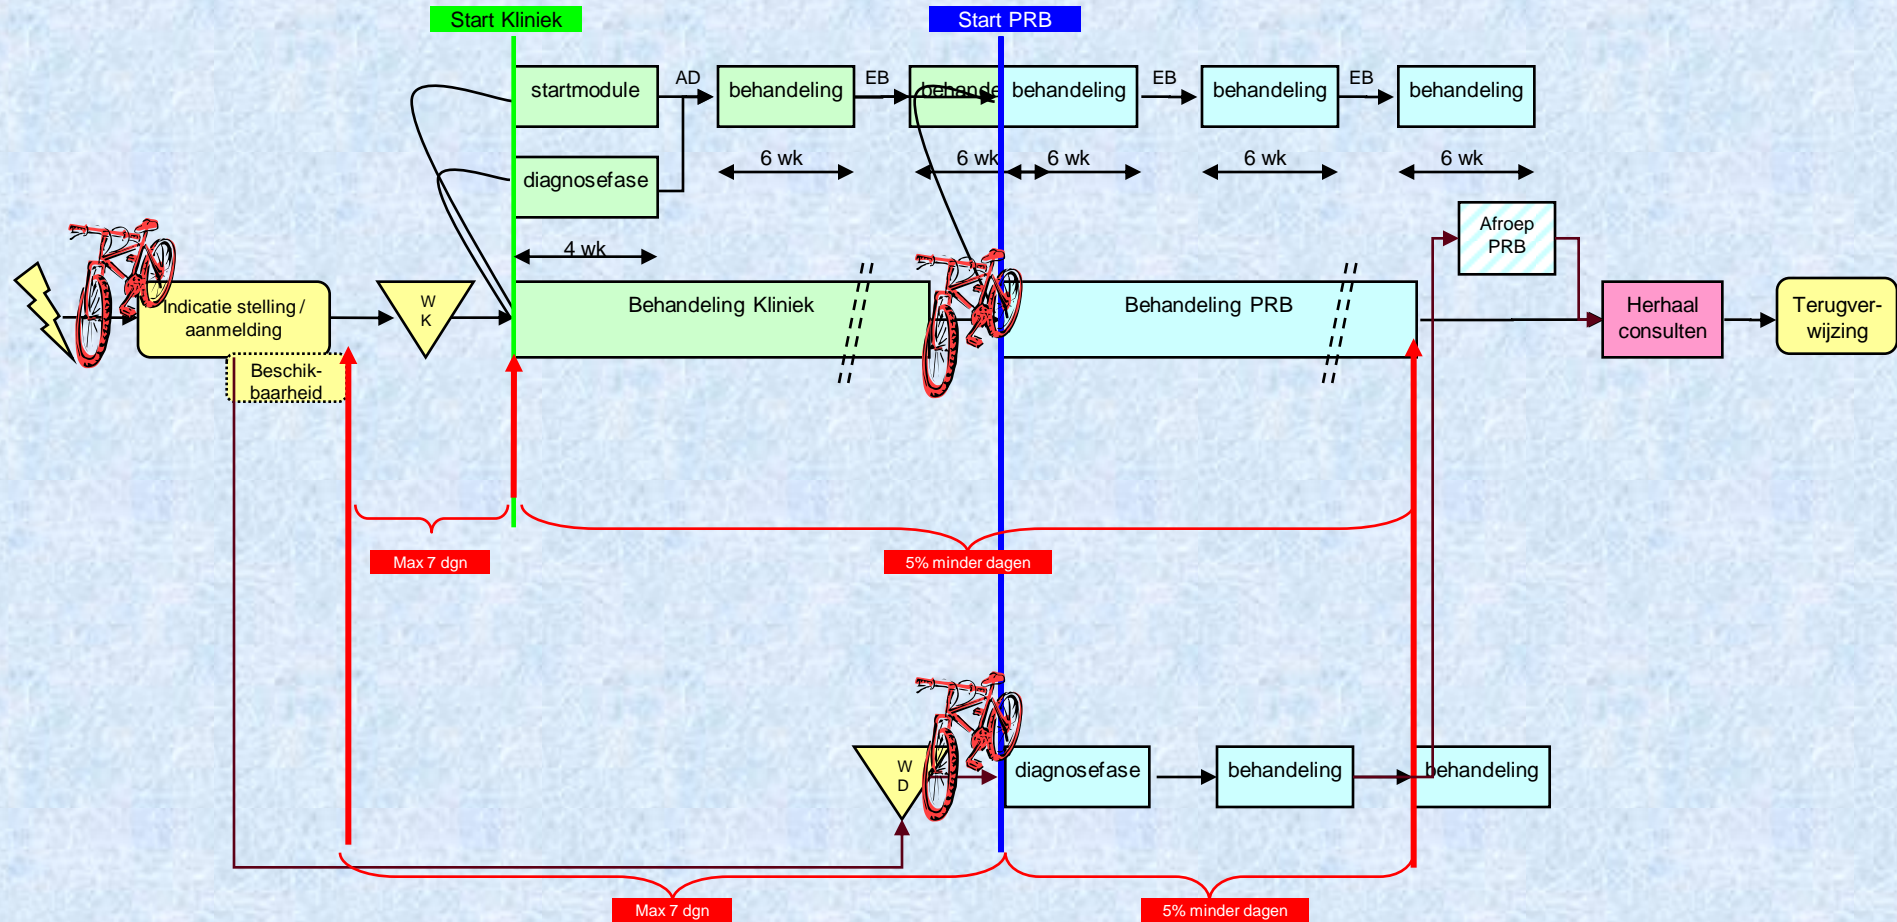 Start Kliniek
Start PRB
startmodule
AD
behandeling
EB
behande
behandeling
EB
behandeling
EB
behandeling
6 wk
6 wk
6 wk
6 wk
6 wk
diagnosefase
4 wk
Afroep
PRB
Indicatie stelling /
aanmelding
W
K
Behandeling Kliniek
Behandeling PRB
Herhaal
consulten
Terugver-
wijzing
Beschik-
baarheid
Max 7 dgn
5% minder dagen
W
D
diagnosefase
behandeling
behandeling
Max 7 dgn
5% minder dagen